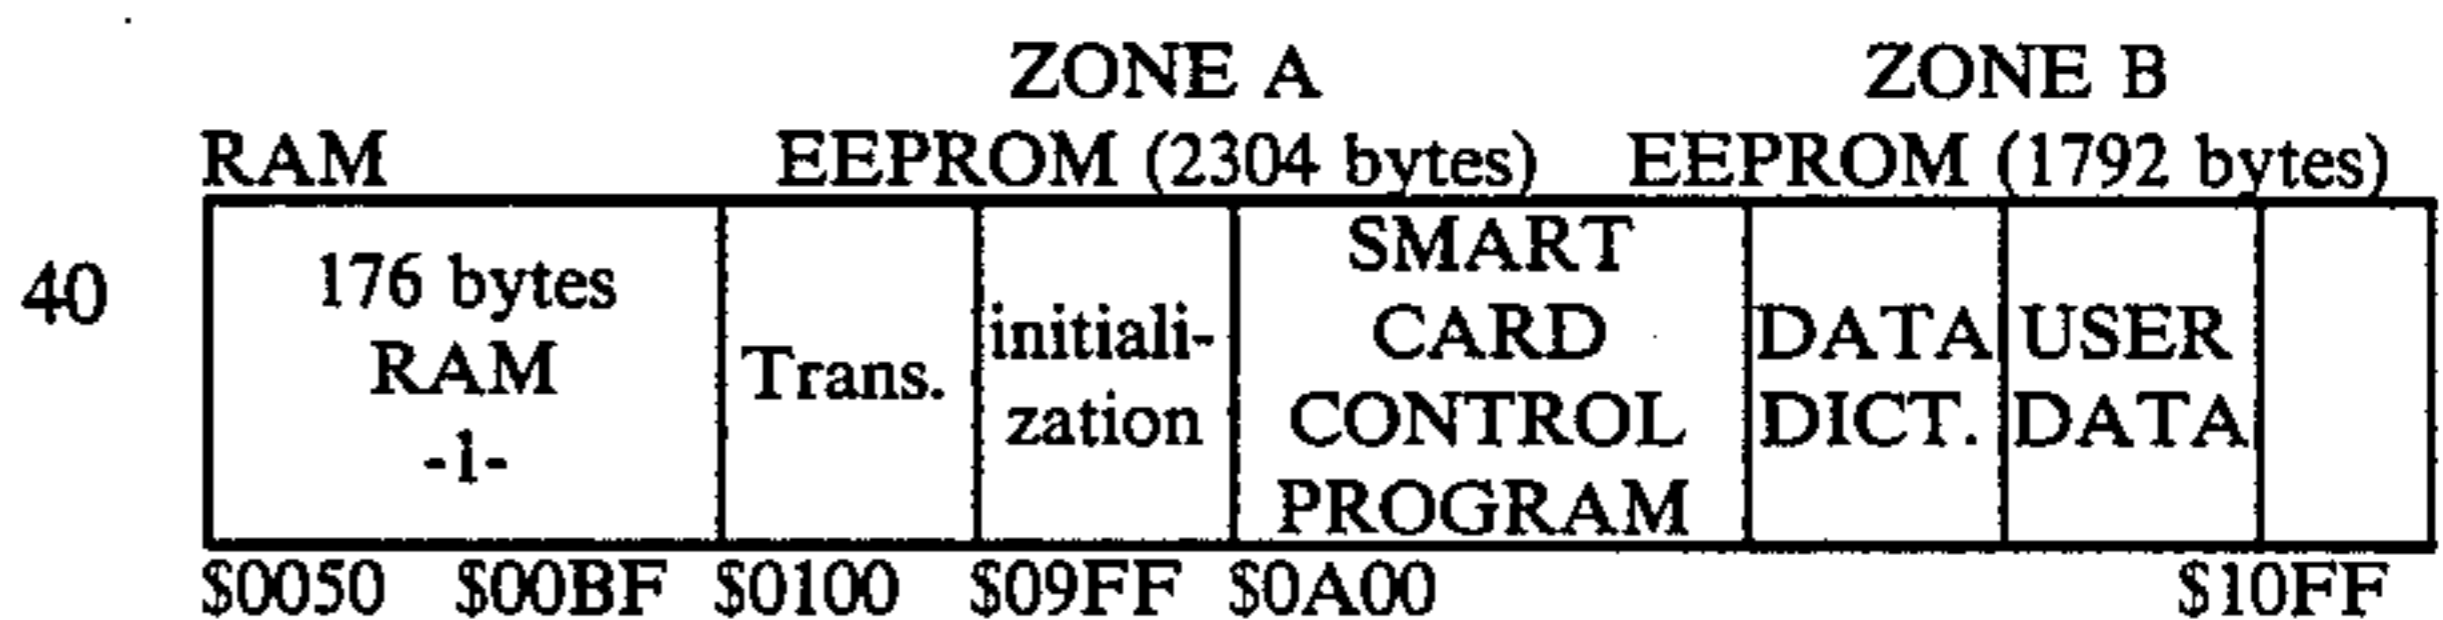 ZONE A ZONE B
RAM EEPROM (2304 bytes) EEPROM (1792 bytes)
40
176 bytes
RAM
-1-
Trans.
initiali-
zation
SMART
CARD
CONTROL
PROGRAM
DATA
DICT.
USER
DATA
$0050 $00BF $0100 $09FF $0A00 $10FF